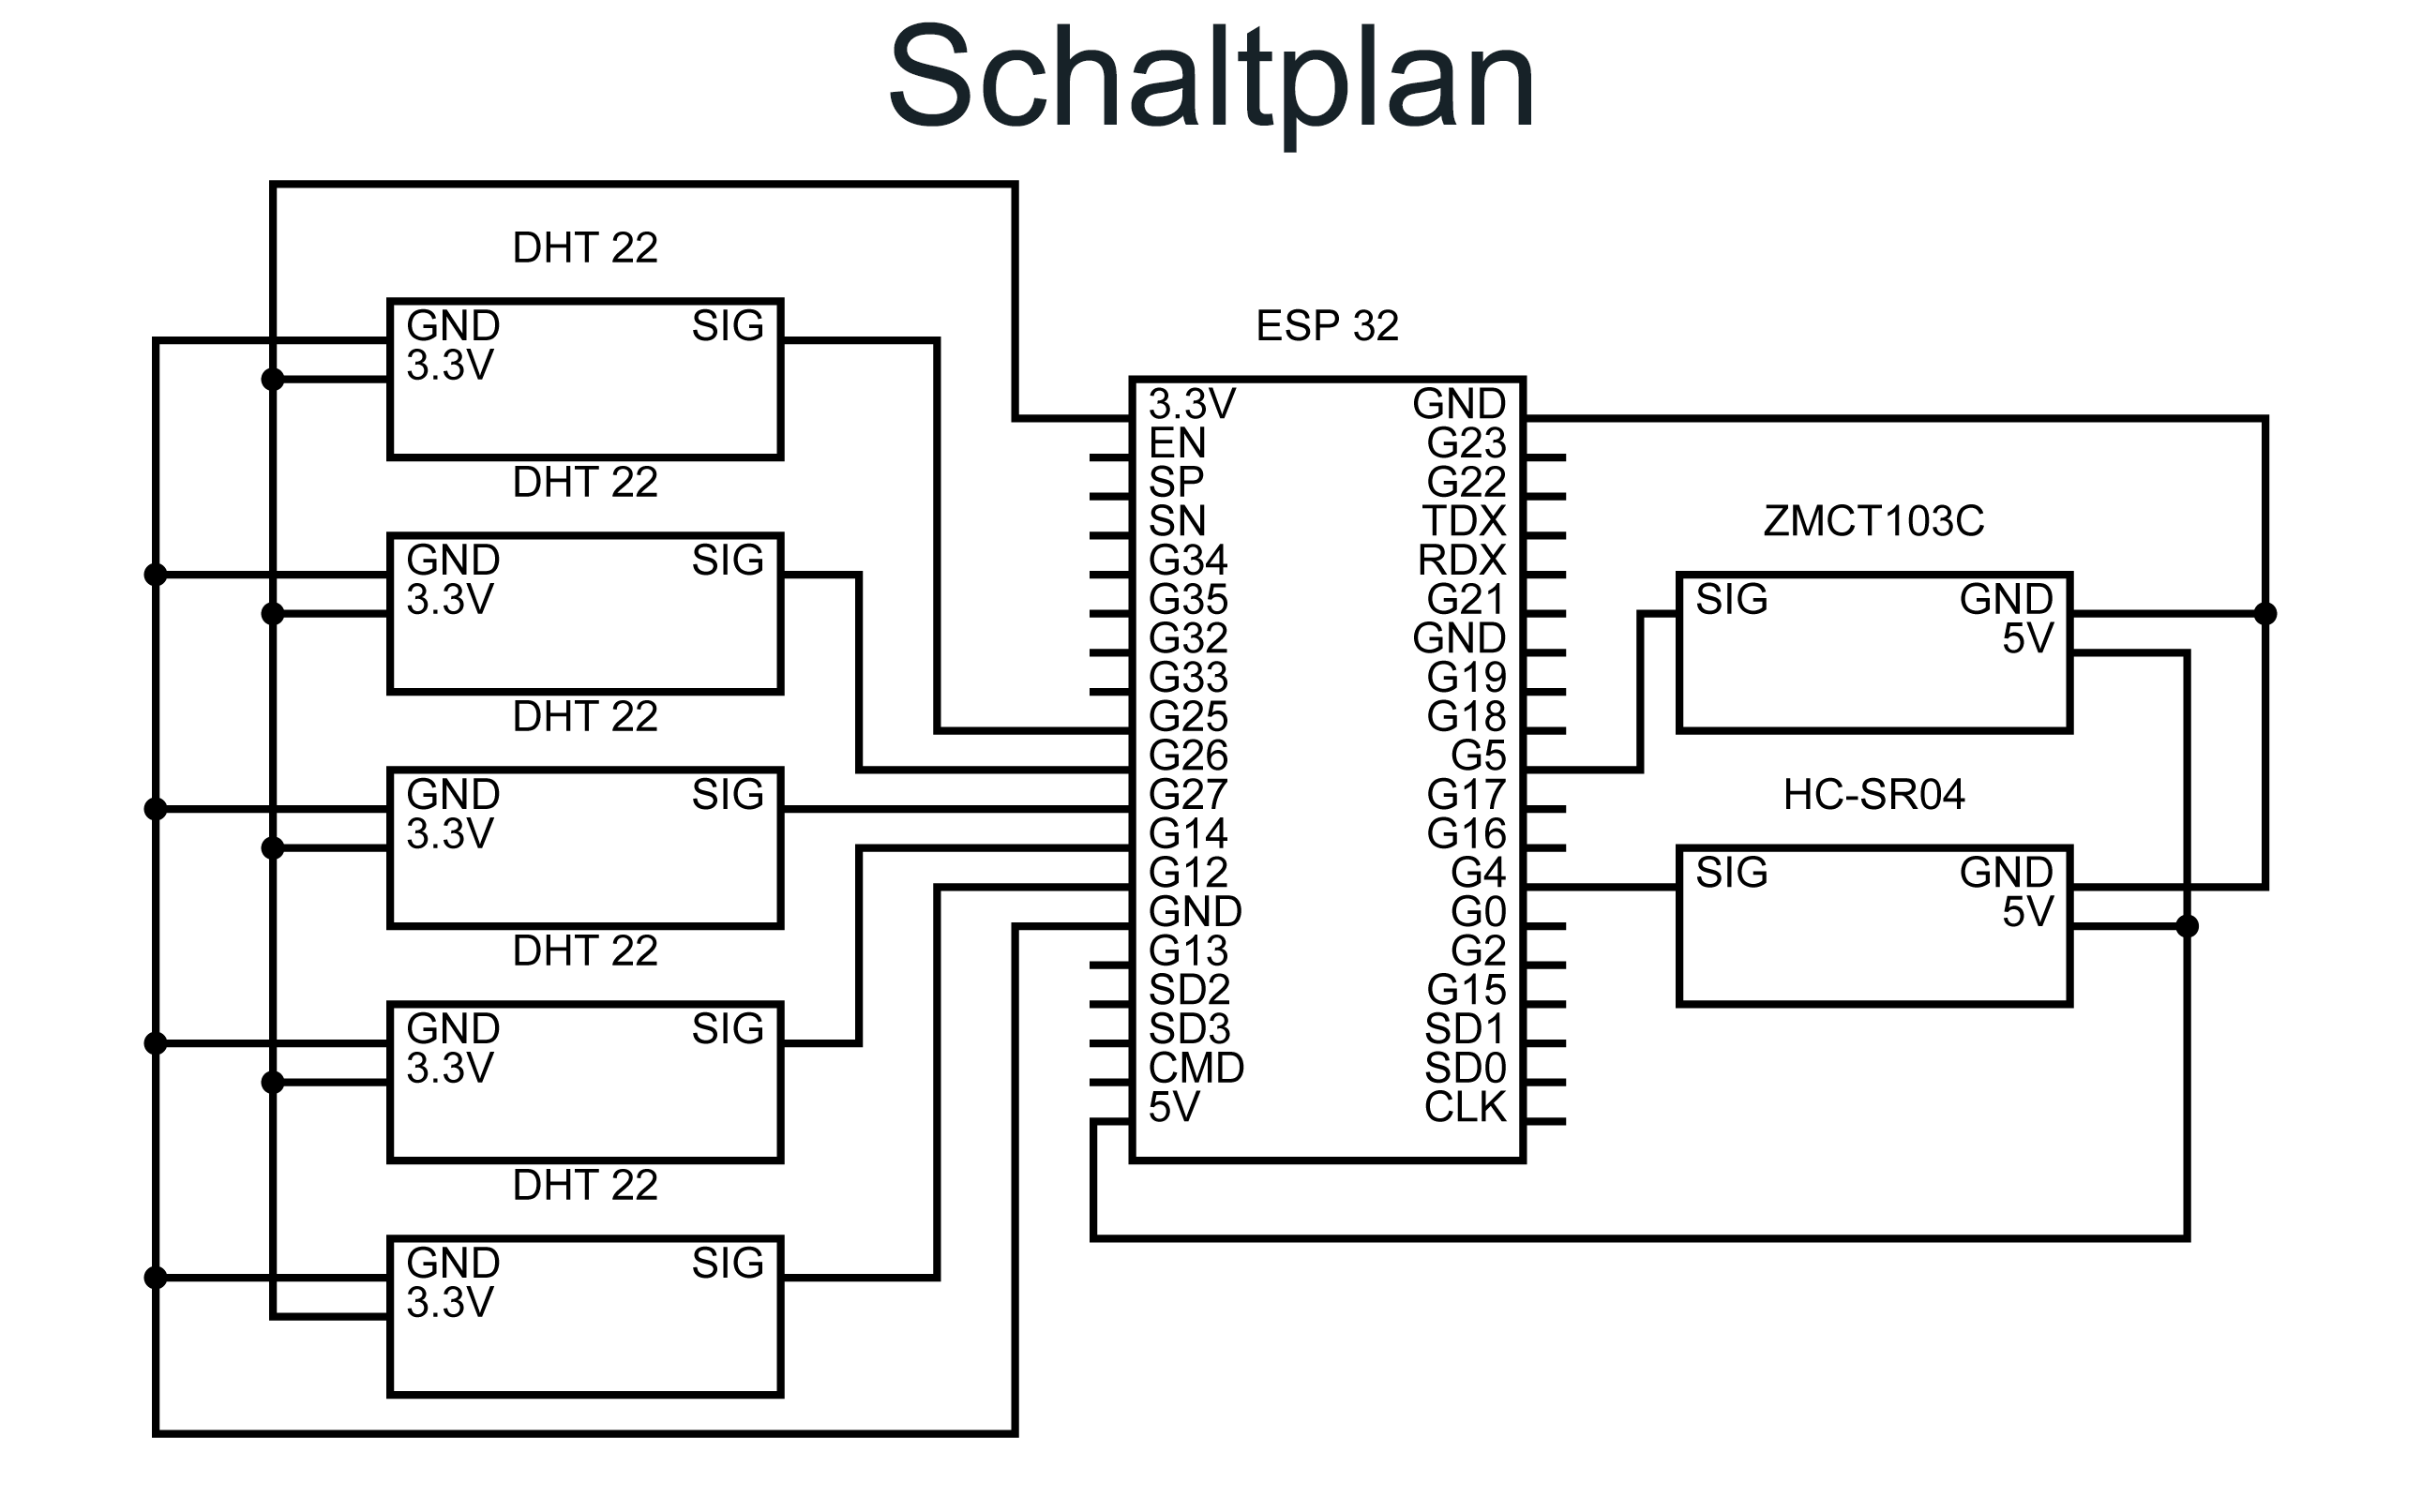 Schaltplan
DHT 22
GND SIG
3.3V
DHT 22
GND SIG
3.3V
DHT 22
GND SIG
3.3V
DHT 22
GND SIG
3.3V
DHT 22
GND SIG
3.3V
ESP 32
3.3V GND
EN G23
SP G22
SN TDX
G34 RDX
G35 G21
G32 GND
G33 G19
G25 G18
G26 G5
G27 G17
G14 G16
G12 G4
GND G0
G13 G2
SD2 G15
SD3 SD1
CMD SD0
5V CLK
ZMCT103C
SIG GND
5V
HC-SR04
SIG GND
5V